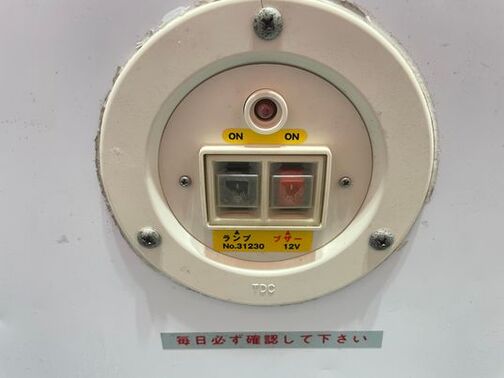 ON ON
ランプ ブザー
No.31230 12V
TDC
毎日必ず確認して下さい